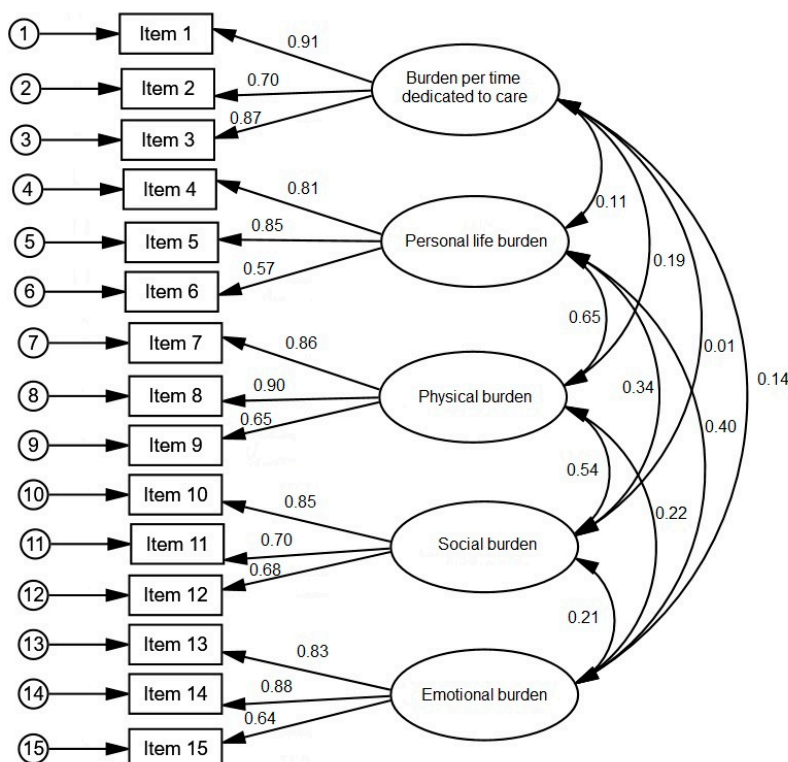 1
Item 1
0.91
2
Item 2
0.70
3
Item 3
0.87
Burden per time
dedicated to care
4
Item 4
0.81
0.11
5
Item 5
0.85
Personal life burden
6
Item 6
0.57
0.19
7
Item 7
0.86
0.65
0.01
8
Item 8
0.90
Physical burden
0.34
0.14
9
Item 9
0.65
0.40
10
Item 10
0.85
0.54
11
Item 11
0.70
Social burden
0.22
12
Item 12
0.68
0.21
13
Item 13
0.83
14
Item 14
0.88
Emotional burden
15
Item 15
0.64